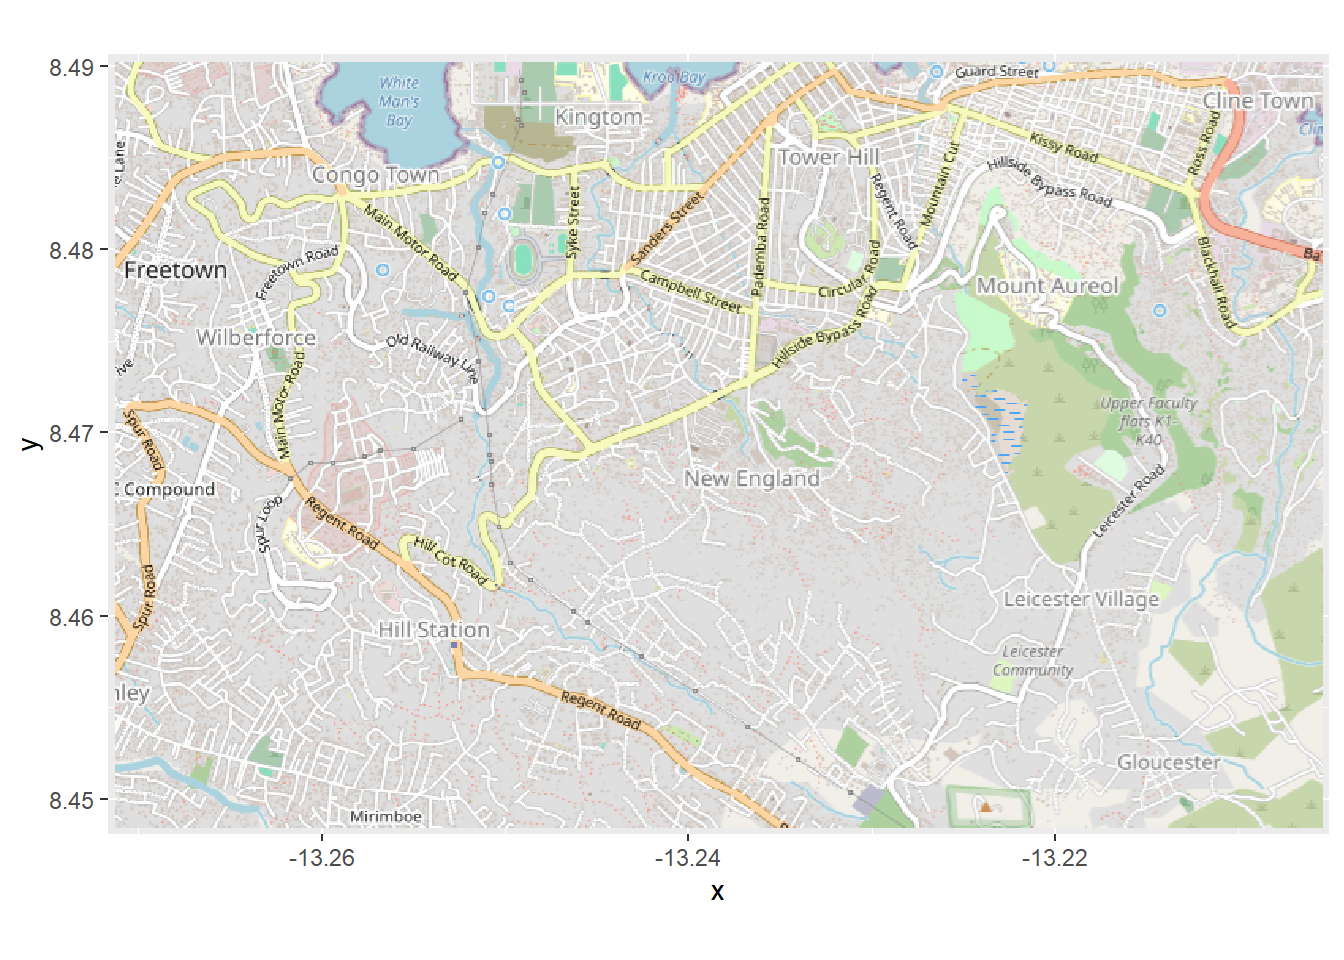 8.49
8.48
8.47
8.46
8.45
y
-13.26
-13.24
-13.22
x
White
Man's
Bay
Kroo Bay
Guard Street
Cline Town
Kingtom
Congo Town
Tower Hill
Kissy Road
Ross Road
Hillside Bypass Road
Mountain Cut
Regent Road
e Lane
Main Motor Road
Syke Street
Sanders Street
Pademba Road
Circular Road
Blackhall Road
Ba
Freetown
Freetown Road
Campbell Street
Mount Aureol
Wilberforce
Old Railway Line
Hillside Bypass Road
Main Motor Road
Spur Road
Upper Faculty
flats K1-
K40
New England
Compound
Spur Loop
Regent Road
Leicester Road
Hill Cot Road
Spur Road
Leicester Village
Hill Station
Leicester
Community
nley
Regent Road
Gloucester
Mirimboe